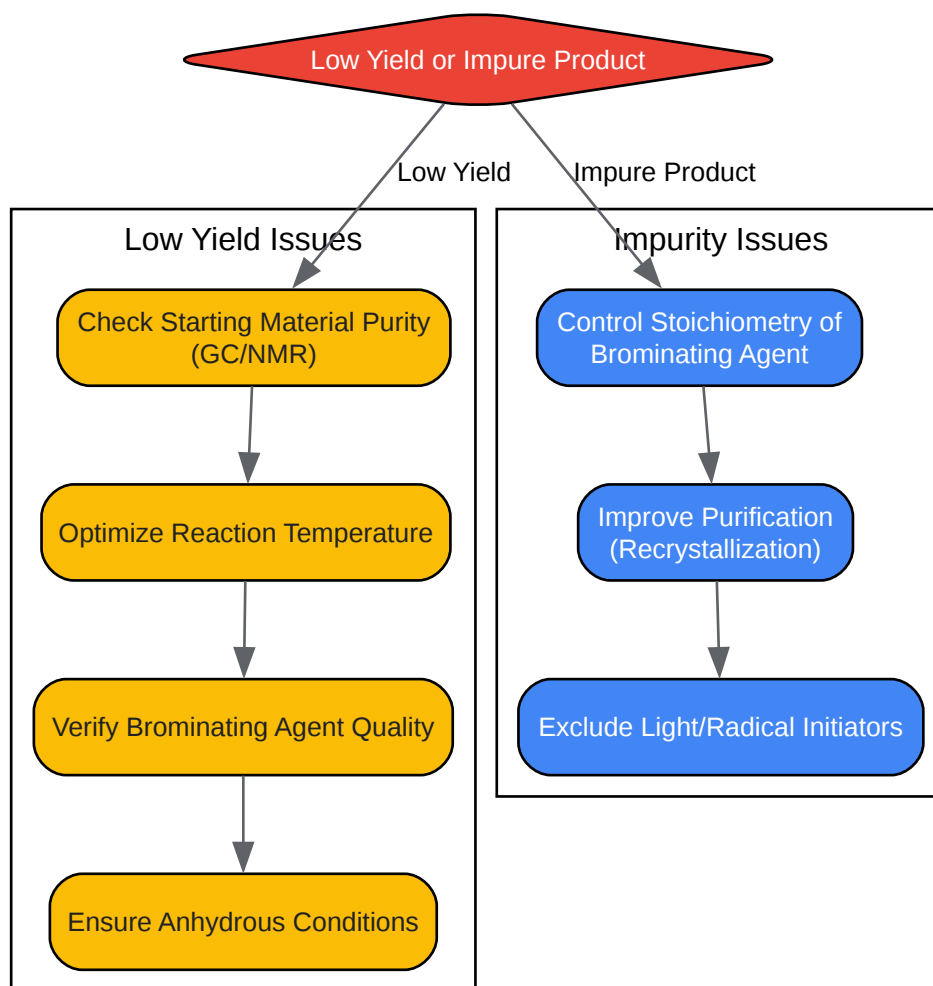 Low Yield or Impure Product
Low Yield
Impure Product
Low Yield Issues
Check Starting Material Purity
(GC/NMR)
Optimize Reaction Temperature
Verify Brominating Agent Quality
Ensure Anhydrous Conditions
Impurity Issues
Control Stoichiometry of
Brominating Agent
Improve Purification
(Recrystallization)
Exclude Light/Radical Initiators